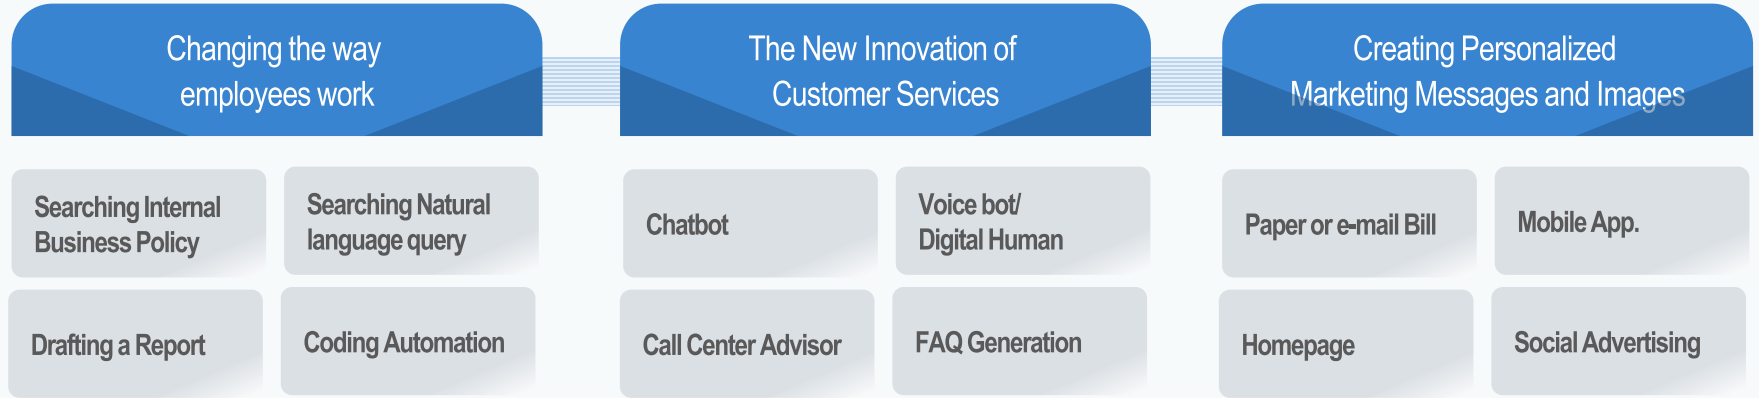 Changing the way
employees work
The New Innovation of
Customer Services
Creating Personalized
Marketing Messages and Images
Searching Internal
Business Policy
Searching Natural
language query
Drafting a Report
Coding Automation
Chatbot
Voice bot/
Digital Human
Call Center Advisor
FAQ Generation
Paper or e-mail Bill
Mobile App.
Homepage
Social Advertising